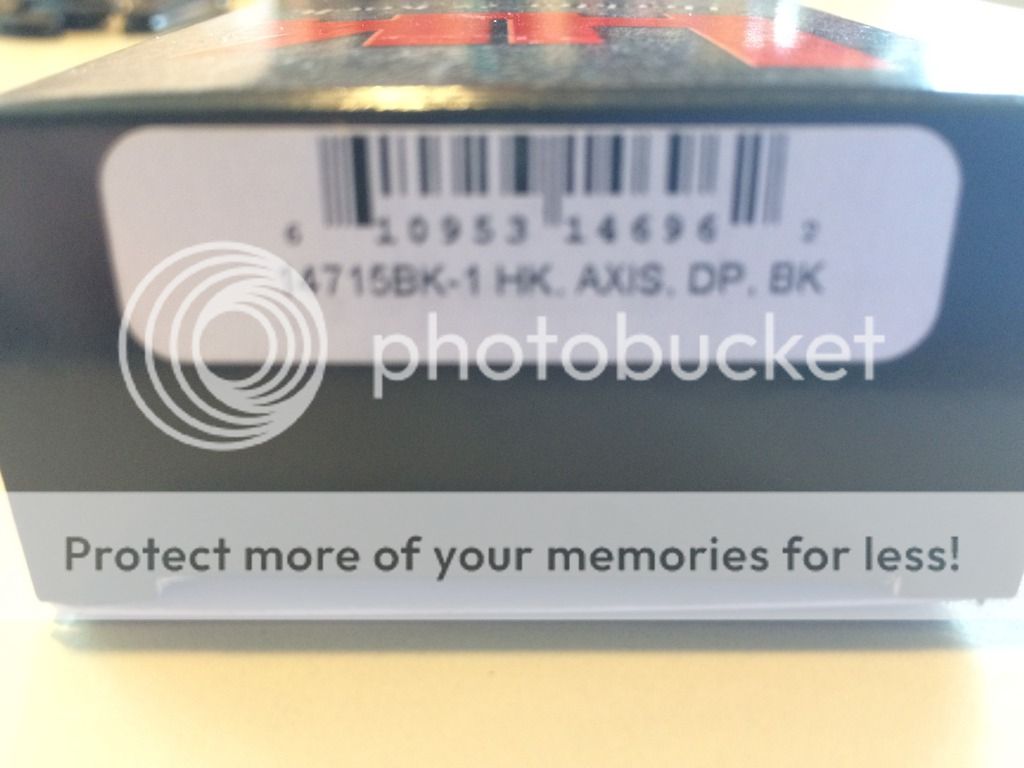 6 10953 14696 2
14715BK-1 HK, AXIS, DP, BK
photobucket
Protect more of your memories for less!